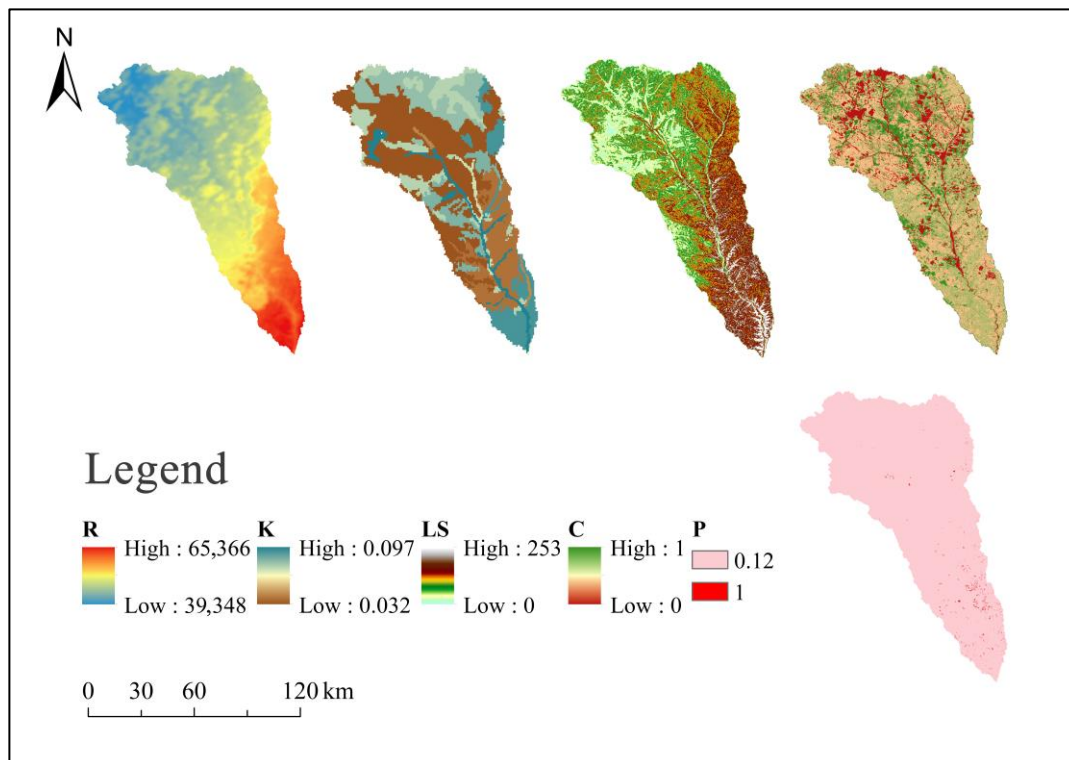 N
Legend
R
High : 65,366
Low : 39,348
K
High : 0.097
Low : 0.032
LS
High : 253
Low : 0
C
High : 1
Low : 0
P
0.12
1
0 30 60 120 km